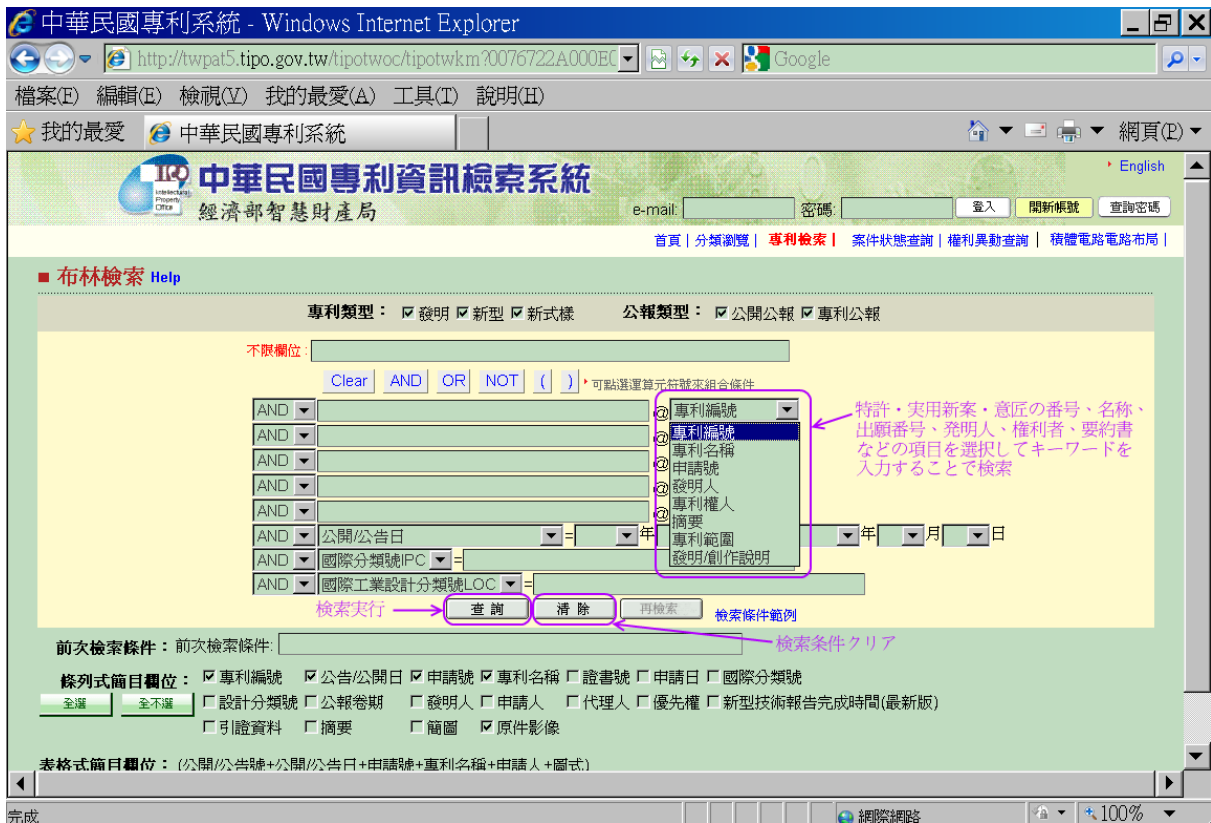 中華民國專利系統 - Windows Internet Explorer
http://twpat5.tipo.gov.tw/tipotwoc/tipotwkm?0076722A000E0
Google
檔案(F) 編輯(E) 檢視(V) 我的最愛(A) 工具(T) 說明(H)
我的最愛 中華民國專利系統 網頁(P)
English
Intellectual Property Office
中華民國專利資訊檢索系統
經濟部智慧財產局
e-mail: 密碼: 登入 開新帳號 查詢密碼
首頁 | 分類瀏覽 | 專利檢索 | 案件狀態查詢 | 權利異動查詢 | 積體電路電路布局 |
布林檢索 Help
專利類型： 發明 新型 新式樣 公報類型： 公開公報 專利公報
不限欄位 :
Clear AND OR NOT ( ) 可點選運算元符號來組合條件
AND @ 專利編號
AND @
AND @
AND @
AND @
專利編號
專利名稱
申請號
發明人
專利權人
摘要
專利範圍
發明/創作說明
特許・実用新案・意匠の番号、名称、
出願番号、発明人、権利者、要約書
などの項目を選択してキーワードを
入力することで検索
AND 公開/公告日 = 年 年 月 日
AND 國際分類號IPC =
AND 國際工業設計分類號LOC =
検索実行 查詢 清除 再檢索 檢索條件範例
検索条件クリア
前次檢索條件：前次檢索條件:
條列式簡目欄位： 專利編號 公告/公開日 申請號 專利名稱 證書號 申請日 國際分類號
全選 全不選 設計分類號 公報卷期 發明人 申請人 代理人 優先權 新型技術報告完成時間(最新版)
引證資料 摘要 簡圖 原件影像
表格式簡目欄位： (公開/公告號+公開/公告日+申請號+專利名稱+申請人+圖式)
完成 網際網路 100%